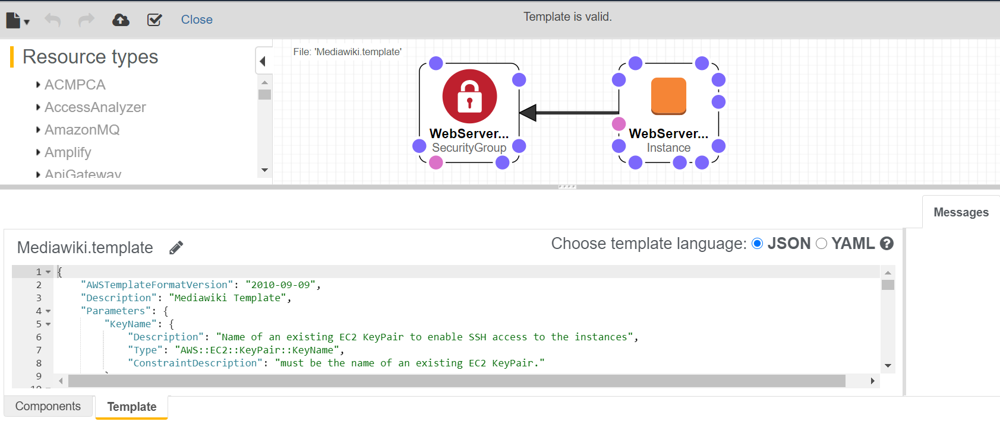 Close
Template is valid.
Resource types
ACMPCA
AccessAnalyzer
AmazonMQ
Amplify
ApiGateway
File: 'Mediawiki.template'
WebServer...
SecurityGroup
WebServer...
Instance
Messages
Mediawiki.template
Choose template language: JSON YAML
1 {
2 "AWSTemplateFormatVersion": "2010-09-09",
3 "Description": "Mediawiki Template",
4 "Parameters": {
5 "KeyName": {
6 "Description": "Name of an existing EC2 KeyPair to enable SSH access to the instances",
7 "Type": "AWS::EC2::KeyPair::KeyName",
8 "ConstraintDescription": "must be the name of an existing EC2 KeyPair."
9
10
Components
Template